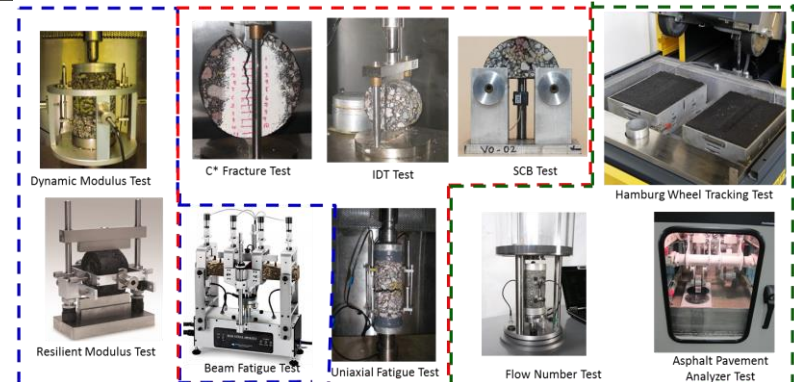 Dynamic Modulus Test
C* Fracture Test
IDT Test
VO-02
SCB Test
Hamburg Wheel Tracking Test
Resilient Modulus Test
Beam Fatigue Test
Uniaxial Fatigue Test
Flow Number Test
Asphalt Pavement
Analyzer Test